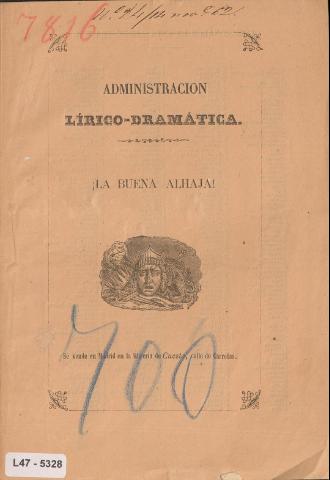 7816
ADMINISTRACION
LÍRICO-DRAMÁTICA.
¡LA BUENA ALHAJA!
Se vende en Madrid en la librería de Cuesta, calle de Carretas.
700
L47 - 5328